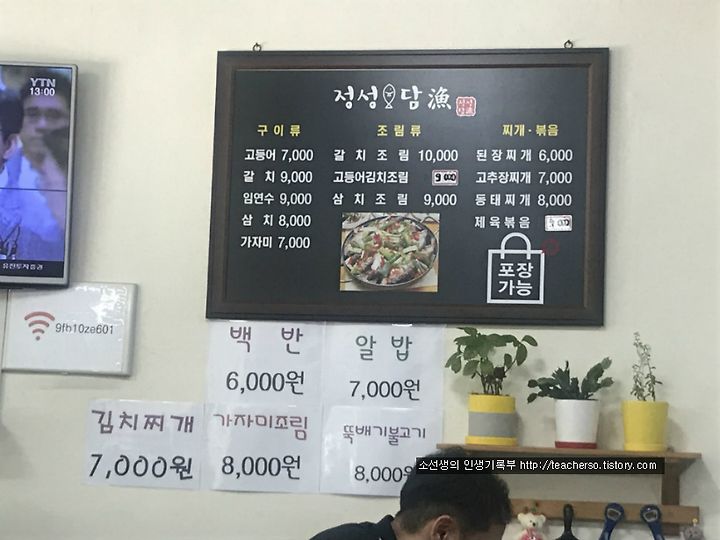 YTN
13:00
유진투자증권
9fb10ze601
정성 담 漁
구이류
고등어 7,000
갈치 9,000
임연수 9,000
삼치 8,000
가자미 7,000
조림류
갈치조림 10,000
고등어김치조림 9,000
삼치조림 9,000
찌개·볶음
된장찌개 6,000
고추장찌개 7,000
동태찌개 8,000
제육볶음
포장
가능
백반
6,000원
알밥
7,000원
김치찌개
7,000원
가자미조림
8,000원
뚝배기불고기
8,000
소선생의 인생기록부 http://teacherso.tistory.com